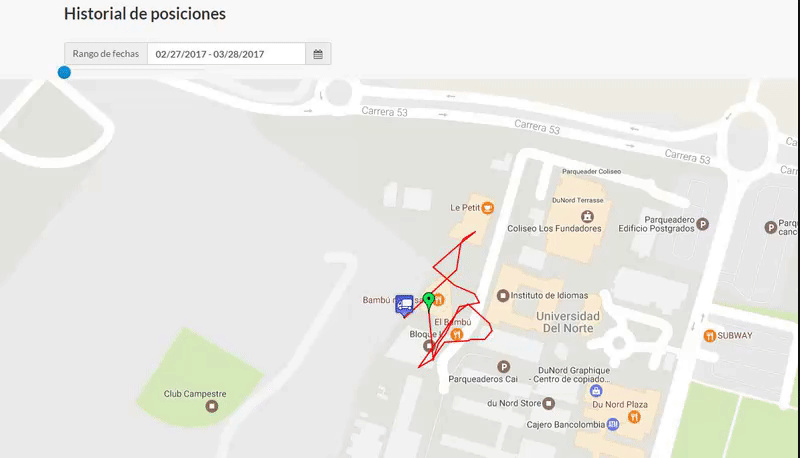 Historial de posiciones
Rango de fechas 02/27/2017 - 03/28/2017
Carrera 53
Carrera 53
Carrera 53
Parqueader Coliseo
Le Petit
DuNord Terrasse
Coliseo Los Fundadores
Parqueadero
Edificio Postgrados
Parq
canc
Bambú
Instituto de Idiomas
El Bambú
Bloque
Universidad
Del Norte
SUBWAY
Parqueaderos Cai
DuNord Graphique
- Centro de copiado...
Club Campestre
du Nord Store
Du Nord Plaza
Cajero Bancolombia